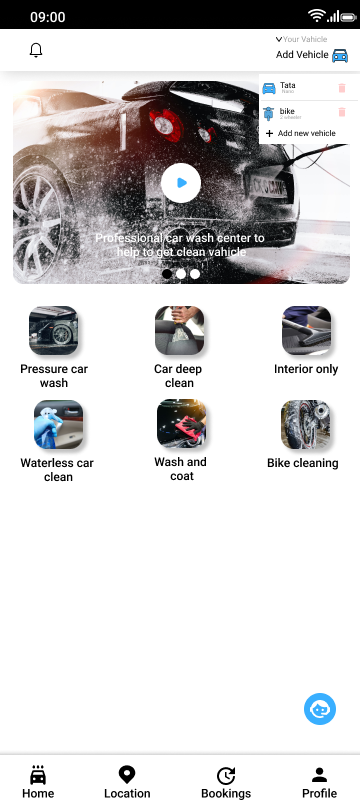 09:00
Your Vehicle
Add Vehicle
Tata
Nano
bike
2-wheeler
Add new vehicle
Professional car wash center to
help to get clean vahicle
Pressure car
wash
Car deep
clean
Interior only
Waterless car
clean
Wash and
coat
Bike cleaning
Home
Location
Bookings
Profile